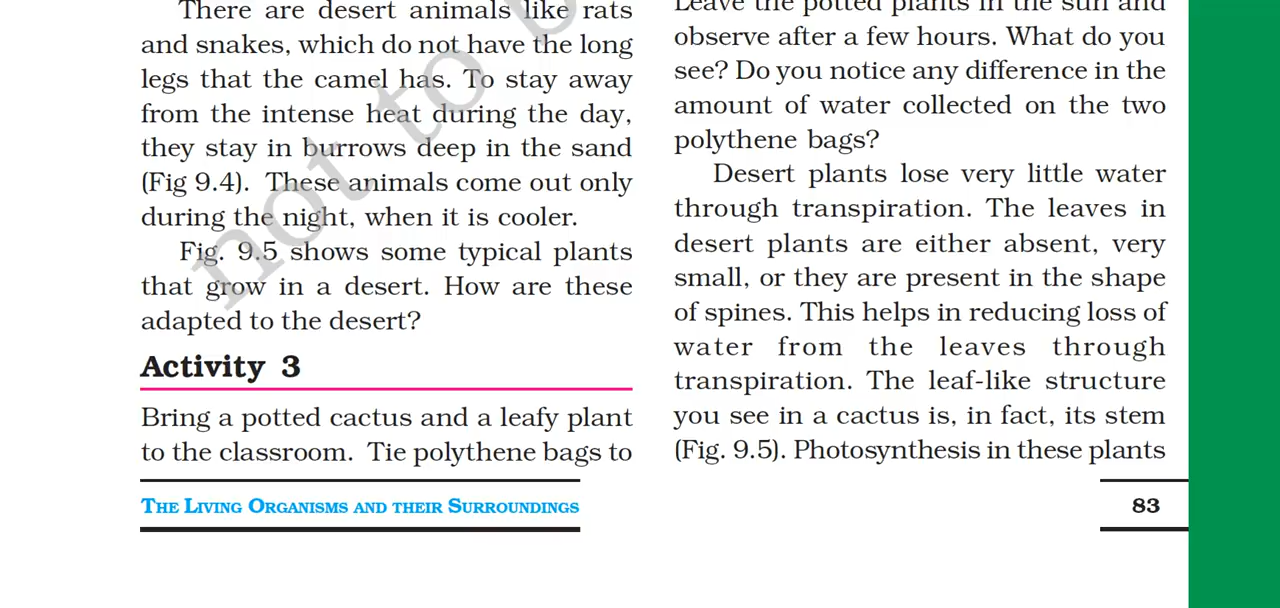 There are desert animals like rats
and snakes, which do not have the long
legs that the camel has. To stay away
from the intense heat during the day,
they stay in burrows deep in the sand
(Fig 9.4). These animals come out only
during the night, when it is cooler.
Fig. 9.5 shows some typical plants
that grow in a desert. How are these
adapted to the desert?
Activity 3
Bring a potted cactus and a leafy plant
to the classroom. Tie polythene bags to
Leave the potted plants in the sun and
observe after a few hours. What do you
see? Do you notice any difference in the
amount of water collected on the two
polythene bags?
Desert plants lose very little water
through transpiration. The leaves in
desert plants are either absent, very
small, or they are present in the shape
of spines. This helps in reducing loss of
water from the leaves through
transpiration. The leaf-like structure
you see in a cactus is, in fact, its stem
(Fig. 9.5). Photosynthesis in these plants
THE LIVING ORGANISMS AND THEIR SURROUNDINGS
83
not to b